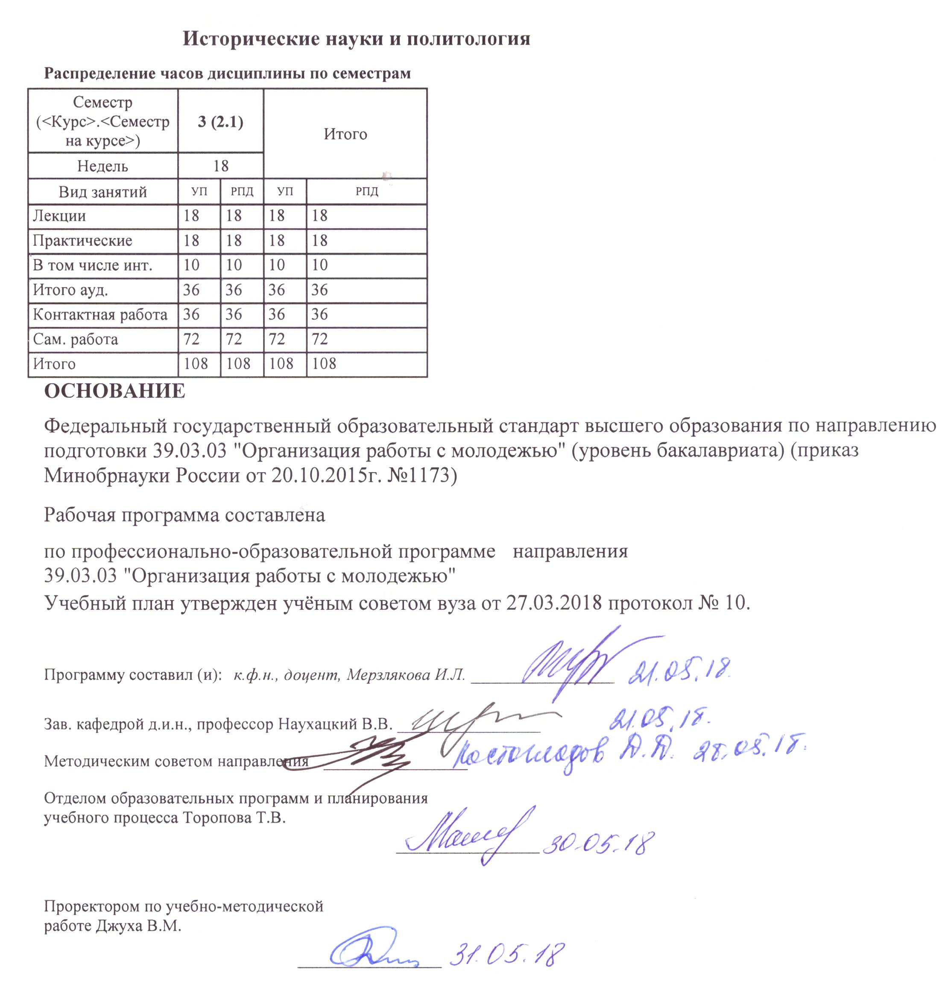 Исторические науки и политология
Распределение часов дисциплины по семестрам
Семестр
(<Курс>.<Семестр
на курсе>)
3 (2.1)
Итого
Недель 18
Вид занятий УП РПД УП РПД
Лекции 18 18 18 18
Практические 18 18 18 18
В том числе инт. 10 10 10 10
Итого ауд. 36 36 36 36
Контактная работа 36 36 36 36
Сам. работа 72 72 72 72
Итого 108 108 108 108
ОСНОВАНИЕ
Федеральный государственный образовательный стандарт высшего образования по направлению
подготовки 39.03.03 "Организация работы с молодежью" (уровень бакалавриата) (приказ
Минобрнауки России от 20.10.2015г. №1173)
Рабочая программа составлена
по профессионально-образовательной программе направления
39.03.03 "Организация работы с молодежью"
Учебный план утвержден учёным советом вуза от 27.03.2018 протокол № 10.
Программу составил (и): к.ф.н., доцент, Мерзлякова И.Л. 21.05.18.
Зав. кафедрой д.и.н., профессор Наухацкий В.В. 21.05.18.
Методическим советом направления Костоглодов Д.Д. 28.05.18.
Отделом образовательных программ и планирования
учебного процесса Торопова Т.В.
30.05.18
Проректором по учебно-методической
работе Джуха В.М.
31.05.18